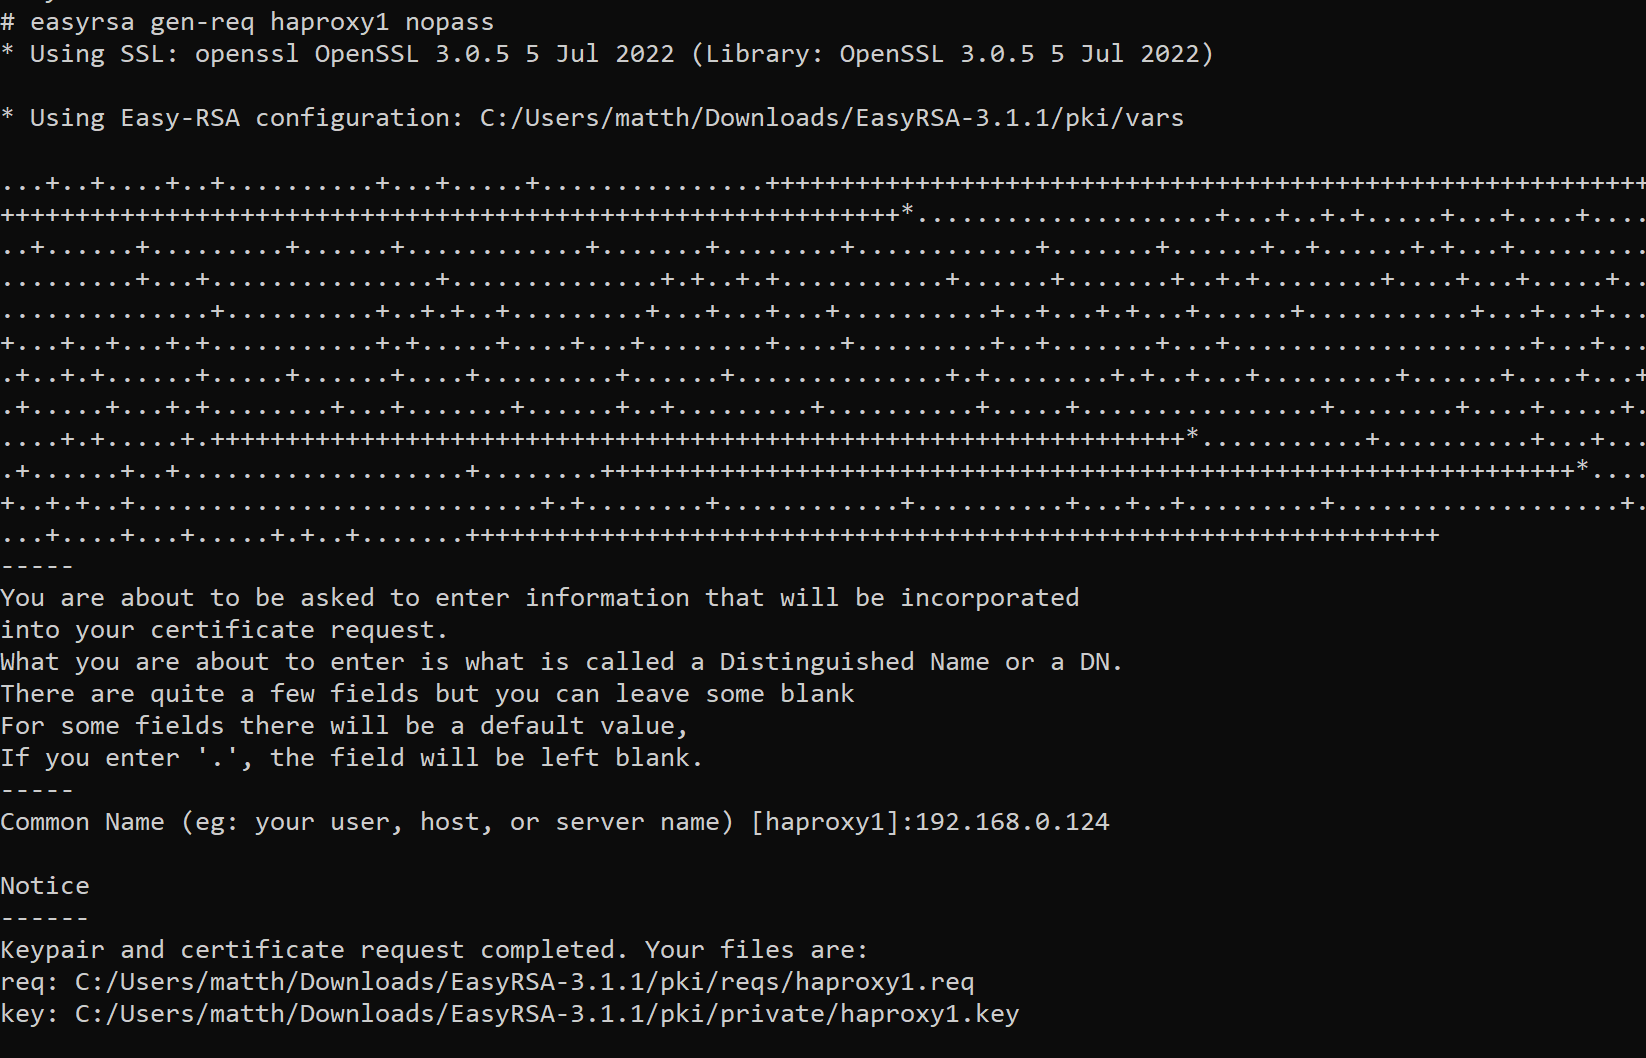 # easyrsa gen-req haproxy1 nopass
* Using SSL: openssl OpenSSL 3.0.5 5 Jul 2022 (Library: OpenSSL 3.0.5 5 Jul 2022)
* Using Easy-RSA configuration: C:/Users/matth/Downloads/EasyRSA-3.1.1/pki/vars
-----
You are about to be asked to enter information that will be incorporated
into your certificate request.
What you are about to enter is what is called a Distinguished Name or a DN.
There are quite a few fields but you can leave some blank
For some fields there will be a default value,
If you enter '.', the field will be left blank.
-----
Common Name (eg: your user, host, or server name) [haproxy1]:192.168.0.124
Notice
------
Keypair and certificate request completed. Your files are:
req: C:/Users/matth/Downloads/EasyRSA-3.1.1/pki/reqs/haproxy1.req
key: C:/Users/matth/Downloads/EasyRSA-3.1.1/pki/private/haproxy1.key